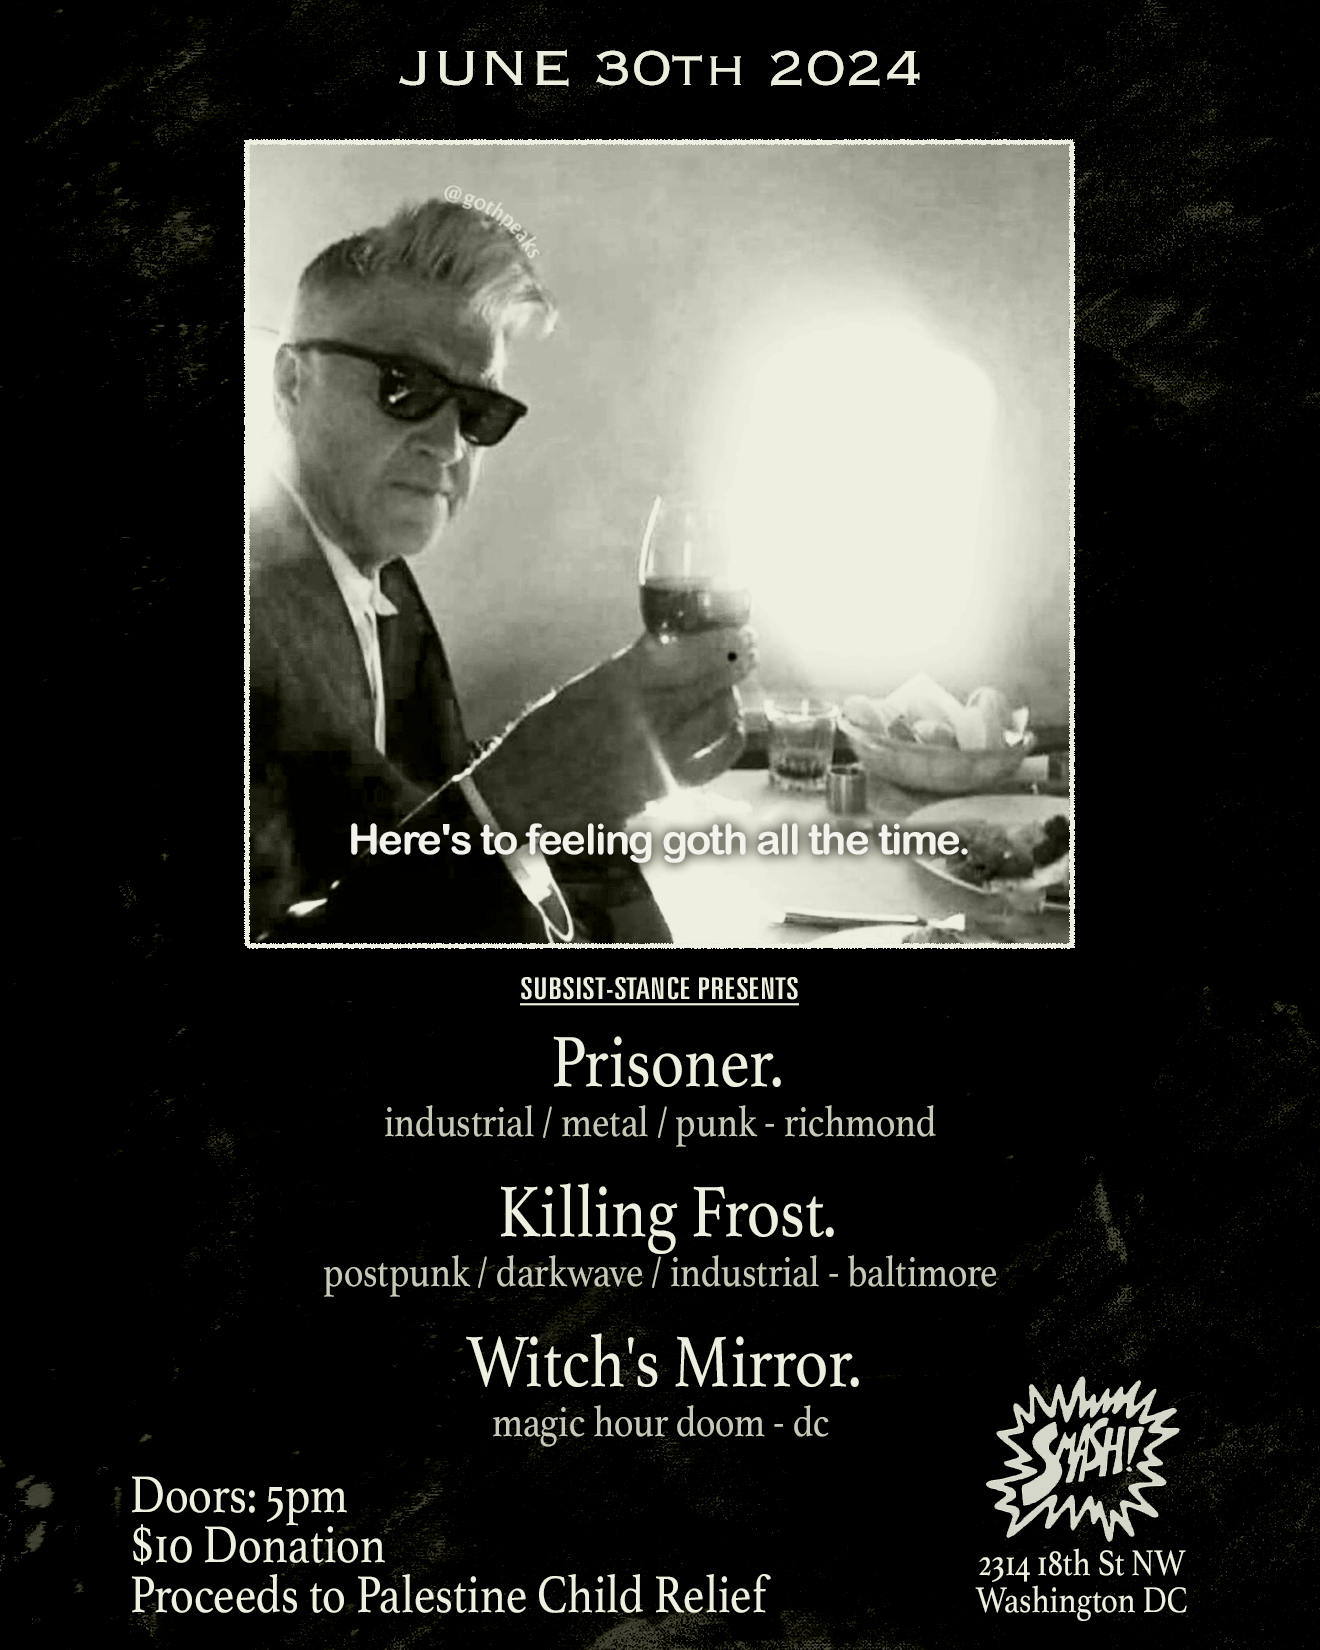 JUNE 30TH 2024
@gothpeaks
Here's to feeling goth all the time.
SUBSIST-STANCE PRESENTS
Prisoner.
industrial / metal / punk - richmond
Killing Frost.
postpunk / darkwave / industrial - baltimore
Witch's Mirror.
magic hour doom - dc
Doors: 5pm
$10 Donation
Proceeds to Palestine Child Relief
SMASH!
2314 18th St NW
Washington DC